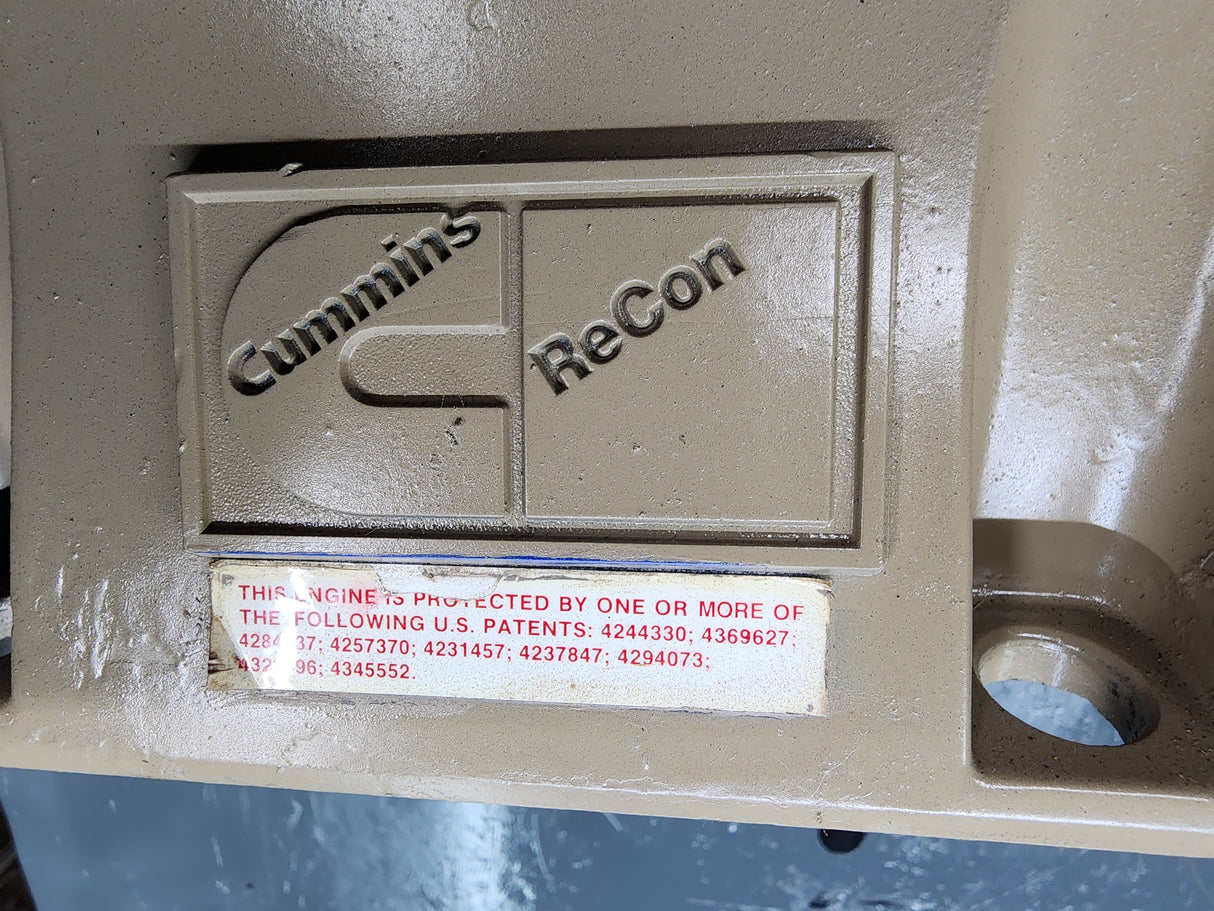 Cummins
ReCon
THIS ENGINE IS PROTECTED BY ONE OR MORE OF
THE FOLLOWING U.S. PATENTS: 4244330; 4369627;
4257370; 4231457; 4237847; 4294073;
4345552.